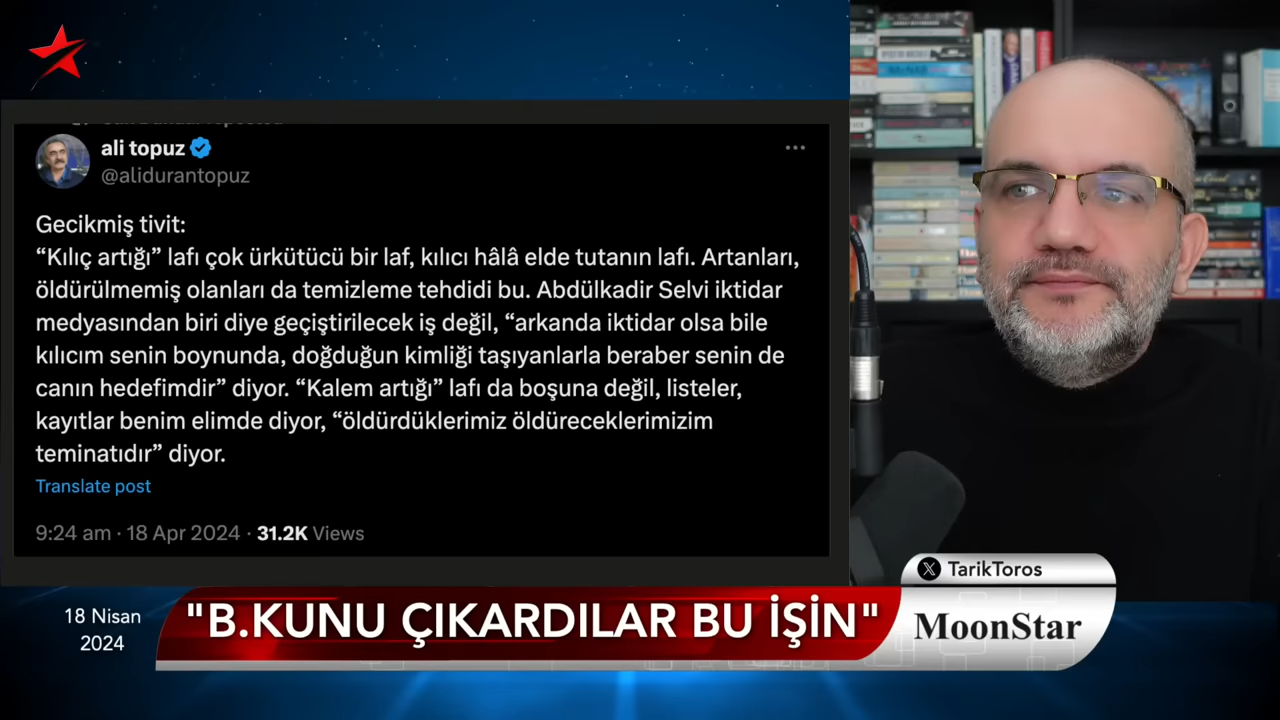 ali topuz
@alidurantopuz
Gecikmiş tivit:
“Kılıç artığı” lafı çok ürkütücü bir laf, kılıcı hâlâ elde tutanın lafı. Artanları,
öldürülmemiş olanları da temizleme tehdidi bu. Abdülkadir Selvi iktidar
medyasından biri diye geçiştirilecek iş değil, “arkanda iktidar olsa bile
kılıcım senin boynunda, doğduğun kimliği taşıyanlarla beraber senin de
canın hedefimdir” diyor. “Kalem artığı” lafı da boşuna değil, listeler,
kayıtlar benim elimde diyor, “öldürdüklerimiz öldüreceklerimizim
teminatıdır” diyor.
Translate post
9:24 am · 18 Apr 2024 · 31.2K Views
TarikToros
18 Nisan
2024
"B.KUNU ÇIKARDILAR BU İŞİN"
MoonStar